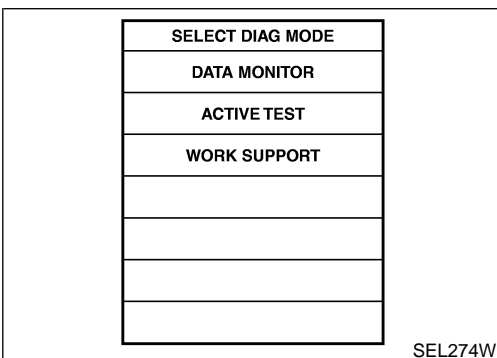 SELECT DIAG MODE
DATA MONITOR
ACTIVE TEST
WORK SUPPORT
SEL274W